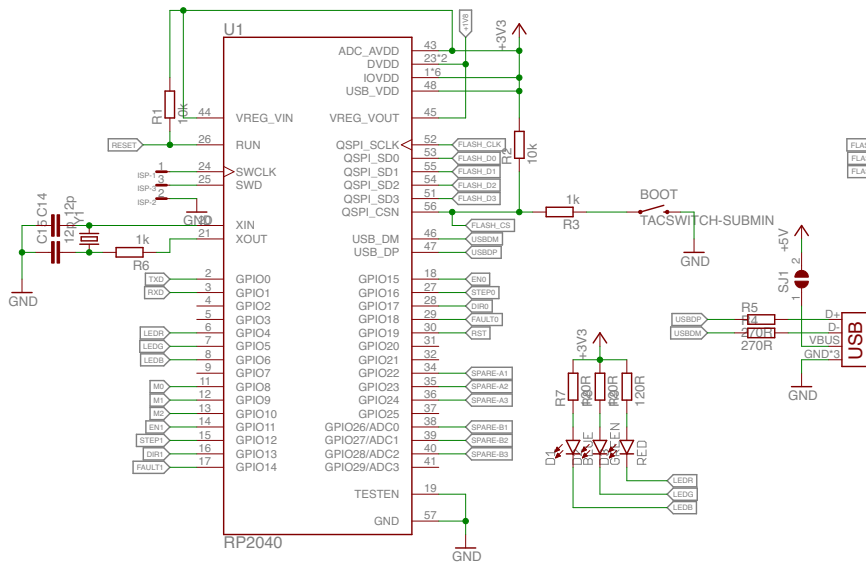 U1
+1V8
+3V3
ADC_AVDD 43
DVDD 23*2
IOVDD 1*6
USB_VDD 48
R1
10k
44 VREG_VIN
VREG_VOUT 45
RESET
26 RUN
QSPI_SCLK 52 FLASH_CLK
QSPI_SD0 53 FLASH_D0
QSPI_SD1 55 FLASH_D1
QSPI_SD2 54 FLASH_D2
QSPI_SD3 51 FLASH_D3
QSPI_CSN 56
FLASH_CS
R2
10k
1
ISP-1
24 SWCLK
3
ISP-3
25 SWD
2
ISP-2
GND
1k
R3
BOOT
TACSWITCH-SUBMIN
GND
C15 C14
12p
Y1
XIN
21 XOUT
1k
R6
GND
USB_DM 46 USBDM
USB_DP 47 USBDP
TXD 2 GPIO0
RXD 3 GPIO1
4 GPIO2
5 GPIO3
LEDR 6 GPIO4
LEDG 7 GPIO5
LEDB 8 GPIO6
9 GPIO7
M0 11 GPIO8
M1 12 GPIO9
M2 13 GPIO10
EN1 14 GPIO11
STEP1 15 GPIO12
DIR1 16 GPIO13
FAULT1 17 GPIO14
GPIO15 18 EN0
GPIO16 27 STEP0
GPIO17 28 DIR0
GPIO18 29 FAULT0
GPIO19 30 RST
GPIO20 31
GPIO21 32
GPIO22 34 SPARE-A1
GPIO23 35 SPARE-A2
GPIO24 36 SPARE-A3
GPIO25 37
GPIO26/ADC0 38 SPARE-B1
GPIO27/ADC1 39 SPARE-B2
GPIO28/ADC2 40 SPARE-B3
GPIO29/ADC3 41
TESTEN 19
GND 57
RP2040
GND
+3V3
R7
120R
D1
BLUE
GREEN
RED
LEDR
LEDG
LEDB
+5V
SJ1
2
1
USBDP
USBDM
R5
R4
270R
270R
D+
D-
VBUS
GND*3
USB
GND